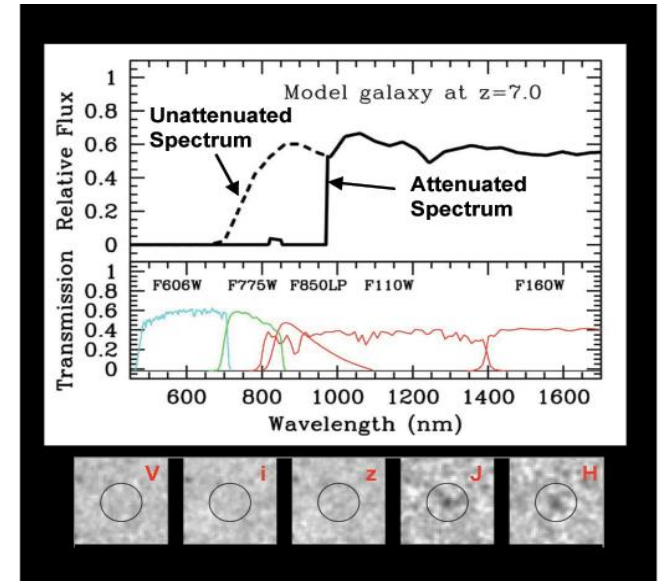 Model galaxy at z=7.0
Unattenuated
Spectrum
Attenuated
Spectrum
Relative Flux
1
0.8
0.6
0.4
0.2
0
F606W F775W F850LP F110W F160W
Transmission
1
0.8
0.6
0.4
0.2
0
600 800 1000 1200 1400 1600
Wavelength (nm)
V i z J H